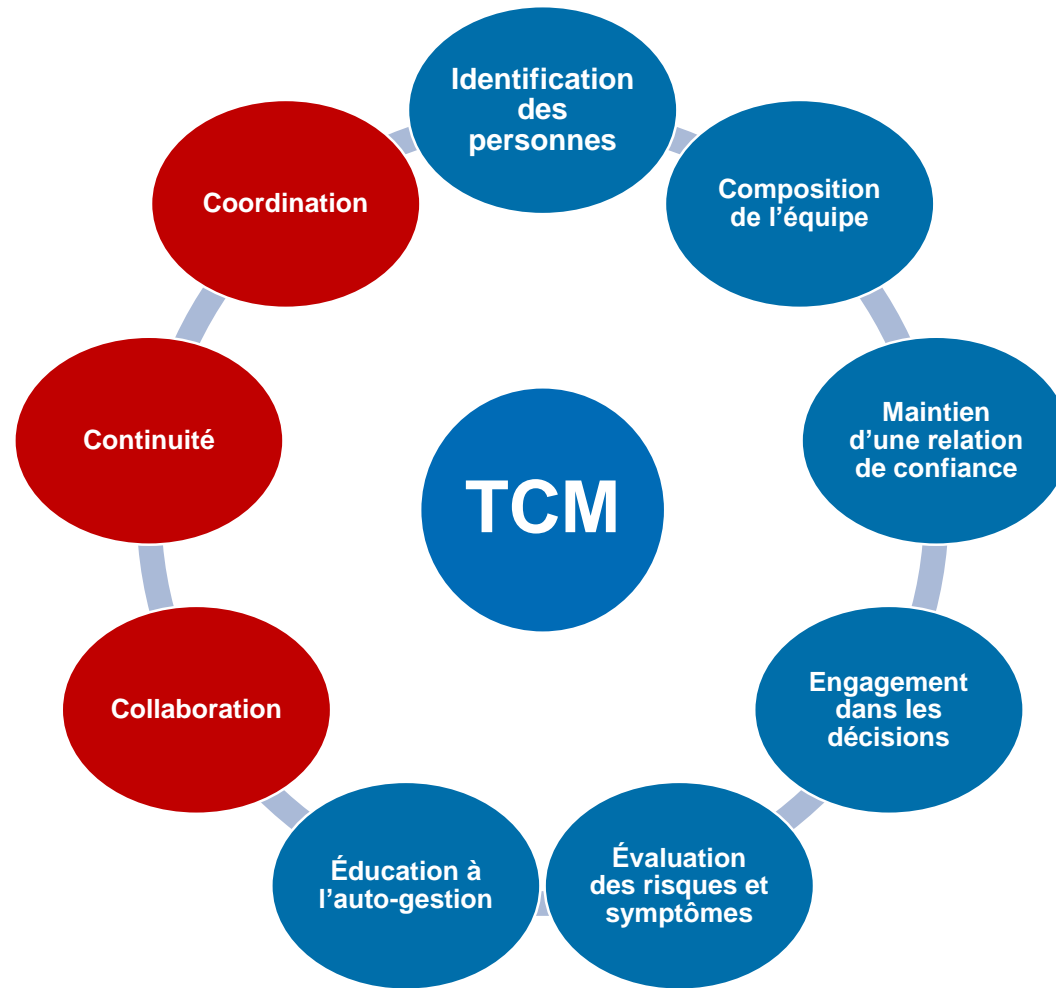 Identification
des
personnes
Composition
de l’équipe
Maintien
d’une relation
de confiance
Engagement
dans les
décisions
Évaluation
des risques et
symptômes
Éducation à
l’auto-gestion
Collaboration
Continuité
Coordination
TCM